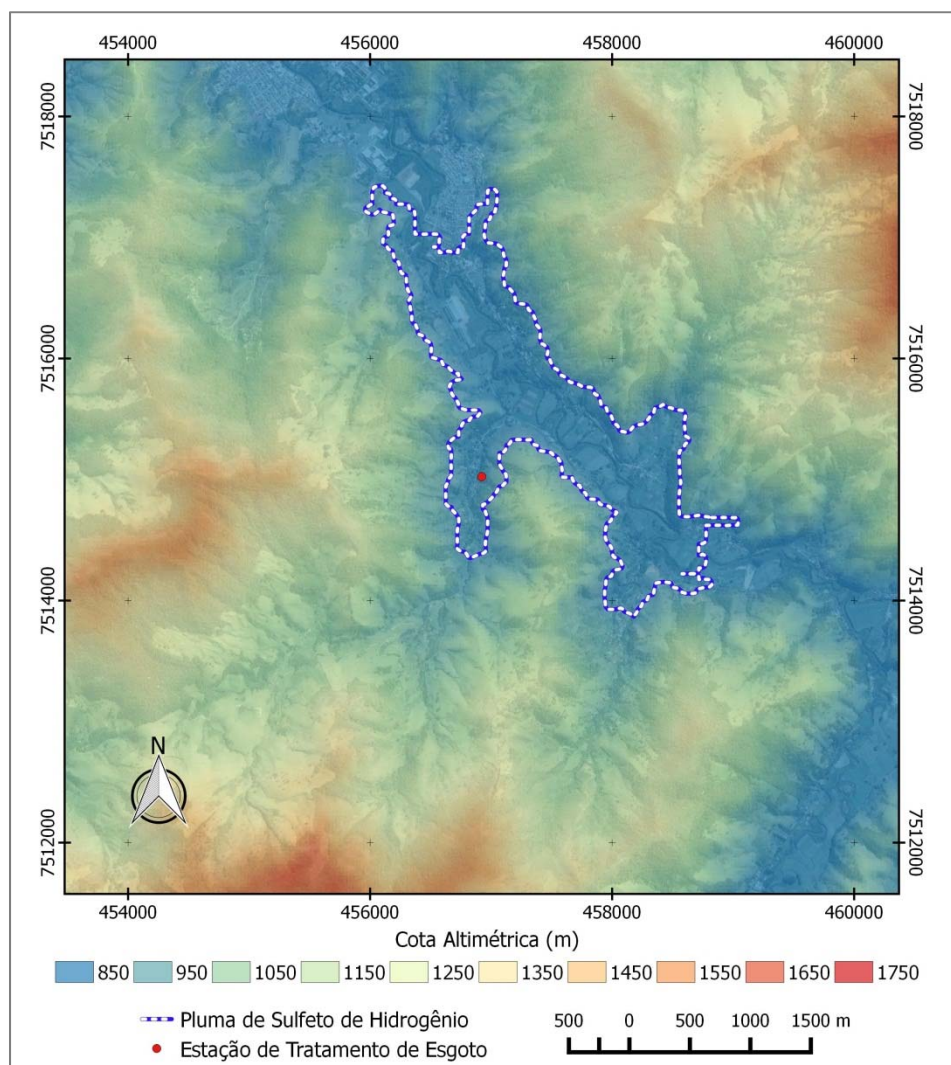 454000 456000 458000 460000
7518000 7518000
7516000 7516000
7514000 7514000
7512000 7512000
N
454000 456000 458000 460000
Cota Altimétrica (m)
850 950 1050 1150 1250 1350 1450 1550 1650 1750
Pluma de Sulfeto de Hidrogênio
Estação de Tratamento de Esgoto
500 0 500 1000 1500 m